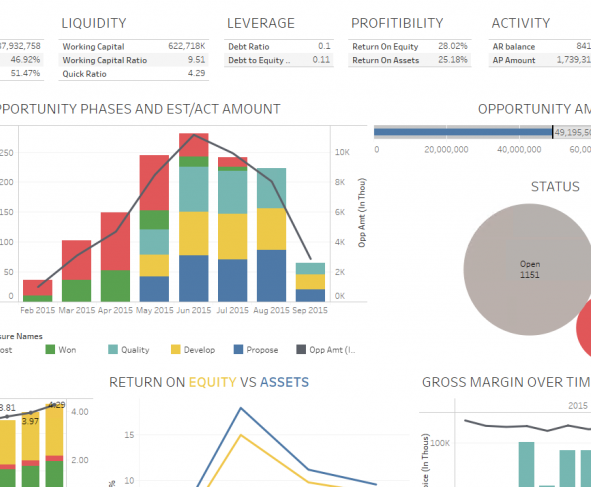 LIQUIDITY LEVERAGE PROFITIBILITY ACTIVITY
37,932,758 Working Capital 622,718K Debt Ratio 0.1 Return On Equity 28.02% AR balance 841
46.92% Working Capital Ratio 9.51 Debt to Equity .. 0.11 Return On Assets 25.18% AP Amount 1,739,31
51.47% Quick Ratio 4.29
PPORTUNITY PHASES AND EST/ACT AMOUNT
OPPORTUNITY AM
250 200 150 100 50 0
10K 8K 6K 4K 2K 0K
Opp Amt (In Thou)
Feb 2015 Mar 2015 Apr 2015 May 2015 Jun 2015 Jul 2015 Aug 2015 Sep 2015
49,195,50
0 20,000,000 40,000,000 60,00
STATUS
Open
1151
sure Names
ost Won Quality Develop Propose Opp Amt (I..
RETURN ON EQUITY VS ASSETS
GROSS MARGIN OVER TIM
3.81 3.97 4.29
4.00
2.00
15
10
%
2015
100K
oice (In Thous)